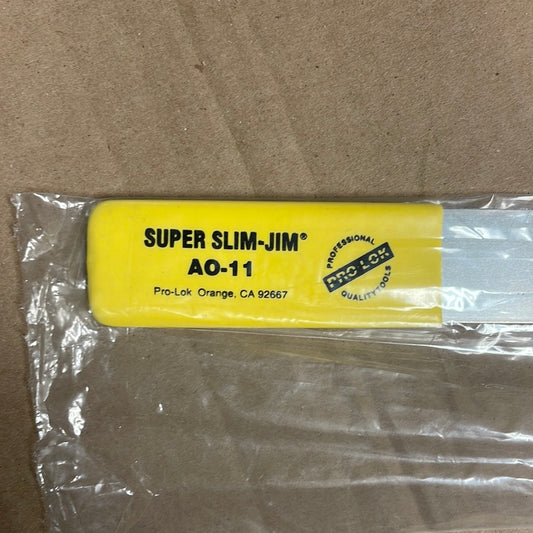 SUPER SLIM-JIM®
AO-11
Pro-Lok Orange, CA 92667
PROFESSIONAL
PRO-LOK
QUALITY TOOLS